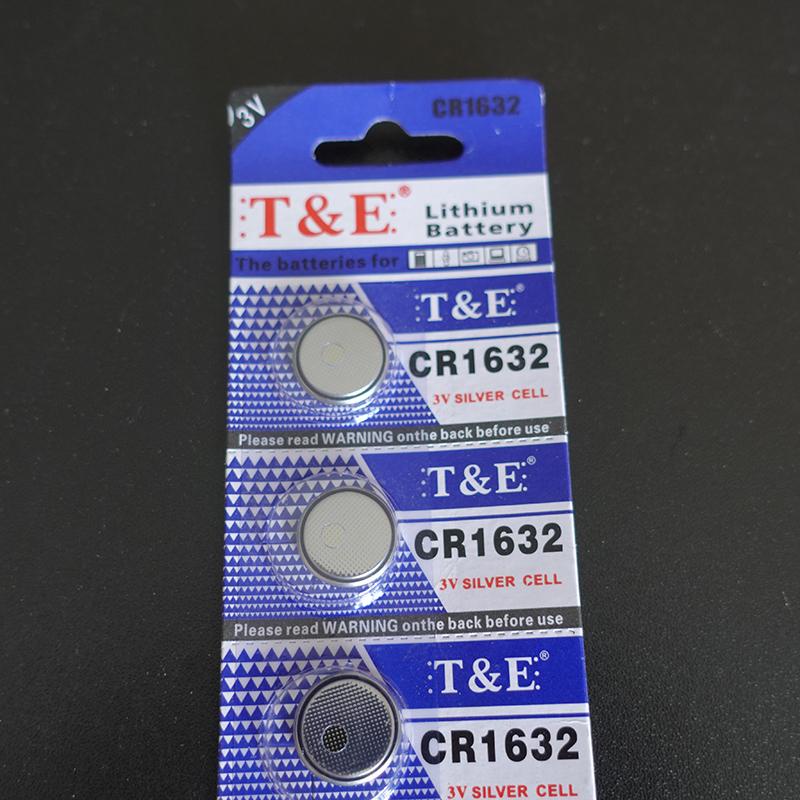 3V
CR1632
T&E®
Lithium
Battery
The batteries for
T&E®
CR1632
3V SILVER CELL
Please read WARNING onthe back before use
T&E®
CR1632
3V SILVER CELL
Please read WARNING onthe back before use
T&E®
CR1632
3V SILVER CELL